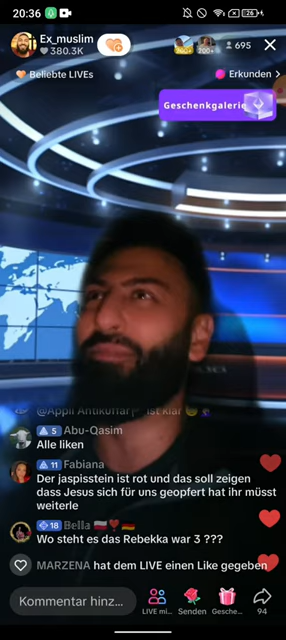 20:36
26
Ex_muslim
380.3K
695
Beliebte LIVEs
Erkunden >
Geschenkgalerie
ist klar
5 Abu-Qasim
Alle liken
11 Fabiana
Der jaspisstein ist rot und das soll zeigen
dass Jesus sich für uns geopfert hat ihr müsst
weiterle
18 Bella
Wo steht es das Rebekka war 3 ???
MARZENA hat dem LIVE einen Like gegeben
Kommentar hinz...
LIVE mi...
Senden
Gesche...
94